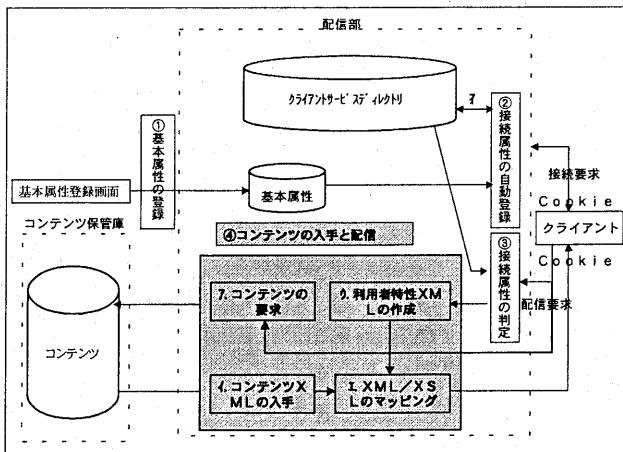 配信部
クライアントサービスディレクトリ
①基本属性の登録
②接続属性の自動登録
接続要求
基本属性登録画面
基本属性
Cookie
クライアント
Cookie
コンテンツ保管庫
④コンテンツの入手と配信
③接続属性の判定
配信要求
ｱ. コンテンツの
要求
ｳ. 利用者特性XM
Lの作成
コンテンツ
ｲ. コンテンツX
MLの入手
ｴ. XML/XS
Lのマッピング